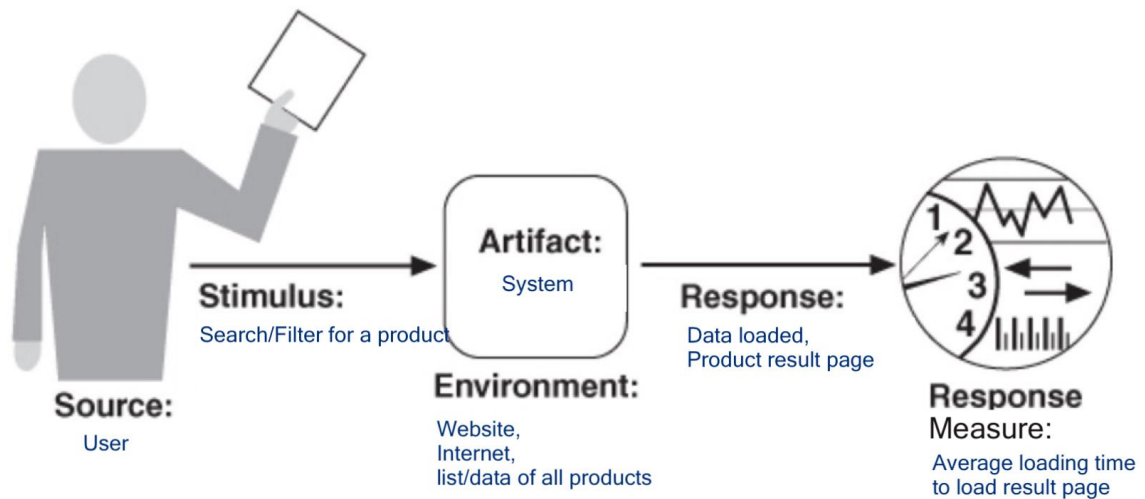 Source:
User
Stimulus:
Search/Filter for a product
Artifact:
System
Environment:
Website,
Internet,
list/data of all products
Response:
Data loaded,
Product result page
1
2
3
4
Response
Measure:
Average loading time
to load result page